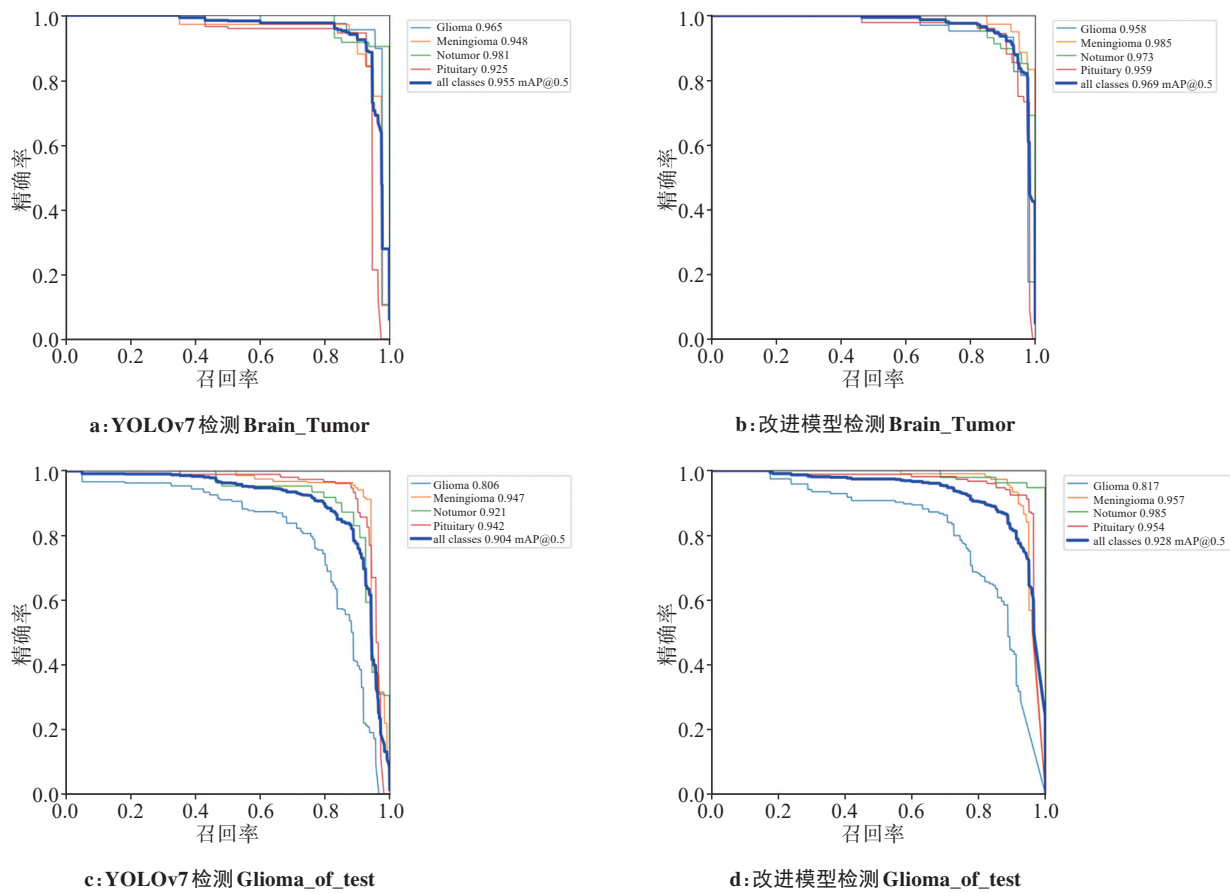 Glioma 0.965
Meningioma 0.948
Notumor 0.981
Pituitary 0.925
all classes 0.955 mAP@0.5
1.0
0.8
0.6
0.4
0.2
0.0
精确率
0.0 0.2 0.4 0.6 0.8 1.0
召回率
a:YOLOv7检测Brain_Tumor
Glioma 0.958
Meningioma 0.985
Notumor 0.973
Pituitary 0.959
all classes 0.969 mAP@0.5
1.0
0.8
0.6
0.4
0.2
0.0
精确率
0.0 0.2 0.4 0.6 0.8 1.0
召回率
b:改进模型检测Brain_Tumor
Glioma 0.806
Meningioma 0.947
Notumor 0.921
Pituitary 0.942
all classes 0.904 mAP@0.5
1.0
0.8
0.6
0.4
0.2
0.0
精确率
0.0 0.2 0.4 0.6 0.8 1.0
召回率
c:YOLOv7检测Glioma_of_test
Glioma 0.817
Meningioma 0.957
Notumor 0.985
Pituitary 0.954
all classes 0.928 mAP@0.5
1.0
0.8
0.6
0.4
0.2
0.0
精确率
0.0 0.2 0.4 0.6 0.8 1.0
召回率
d:改进模型检测Glioma_of_test